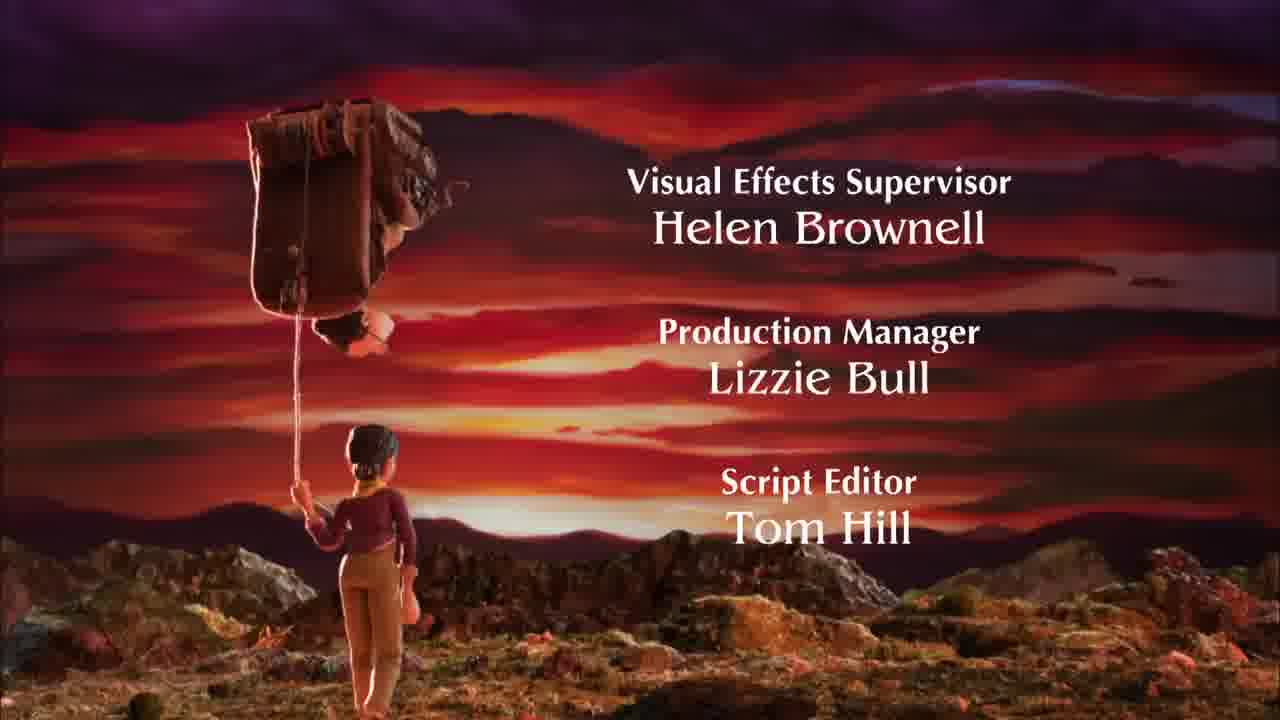 Visual Effects Supervisor
Helen Brownell
Production Manager
Lizzie Bull
Script Editor
Tom Hill